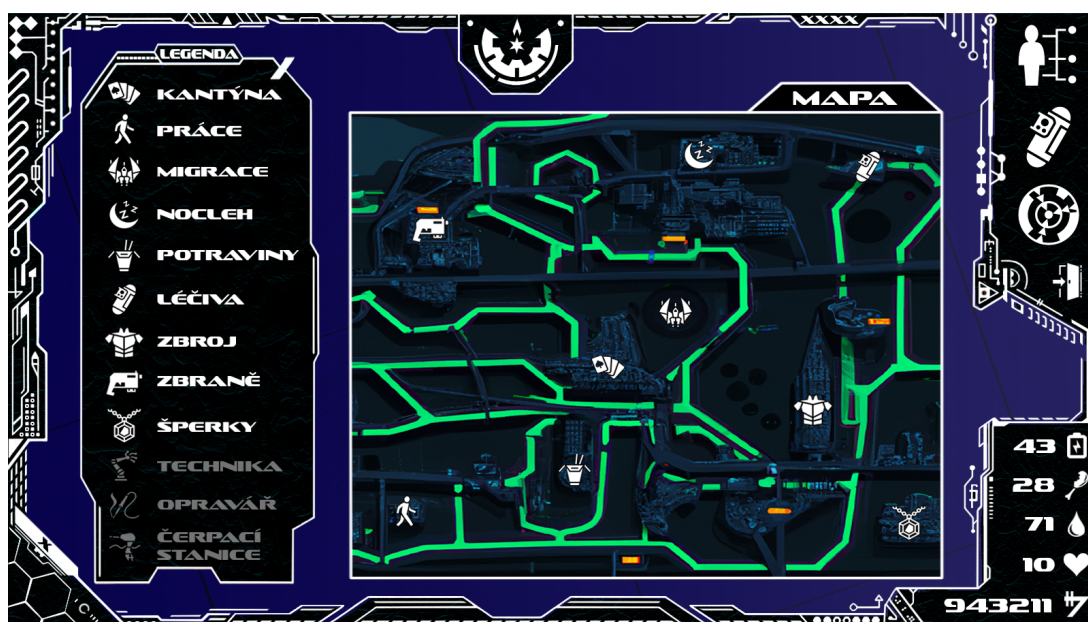 XXXX
LEGENDA
X
MAPA
KANTÝNA
PRÁCE
MIGRACE
NOCLEH
POTRAVINY
LÉČIVA
ZBROJ
ZBRANĚ
ŠPERKY
TECHNIKA
OPRAVÁŘ
ČERPACÍ
STANICE
Z Z Z
Z Z Z
43
28
71
10
943211
X